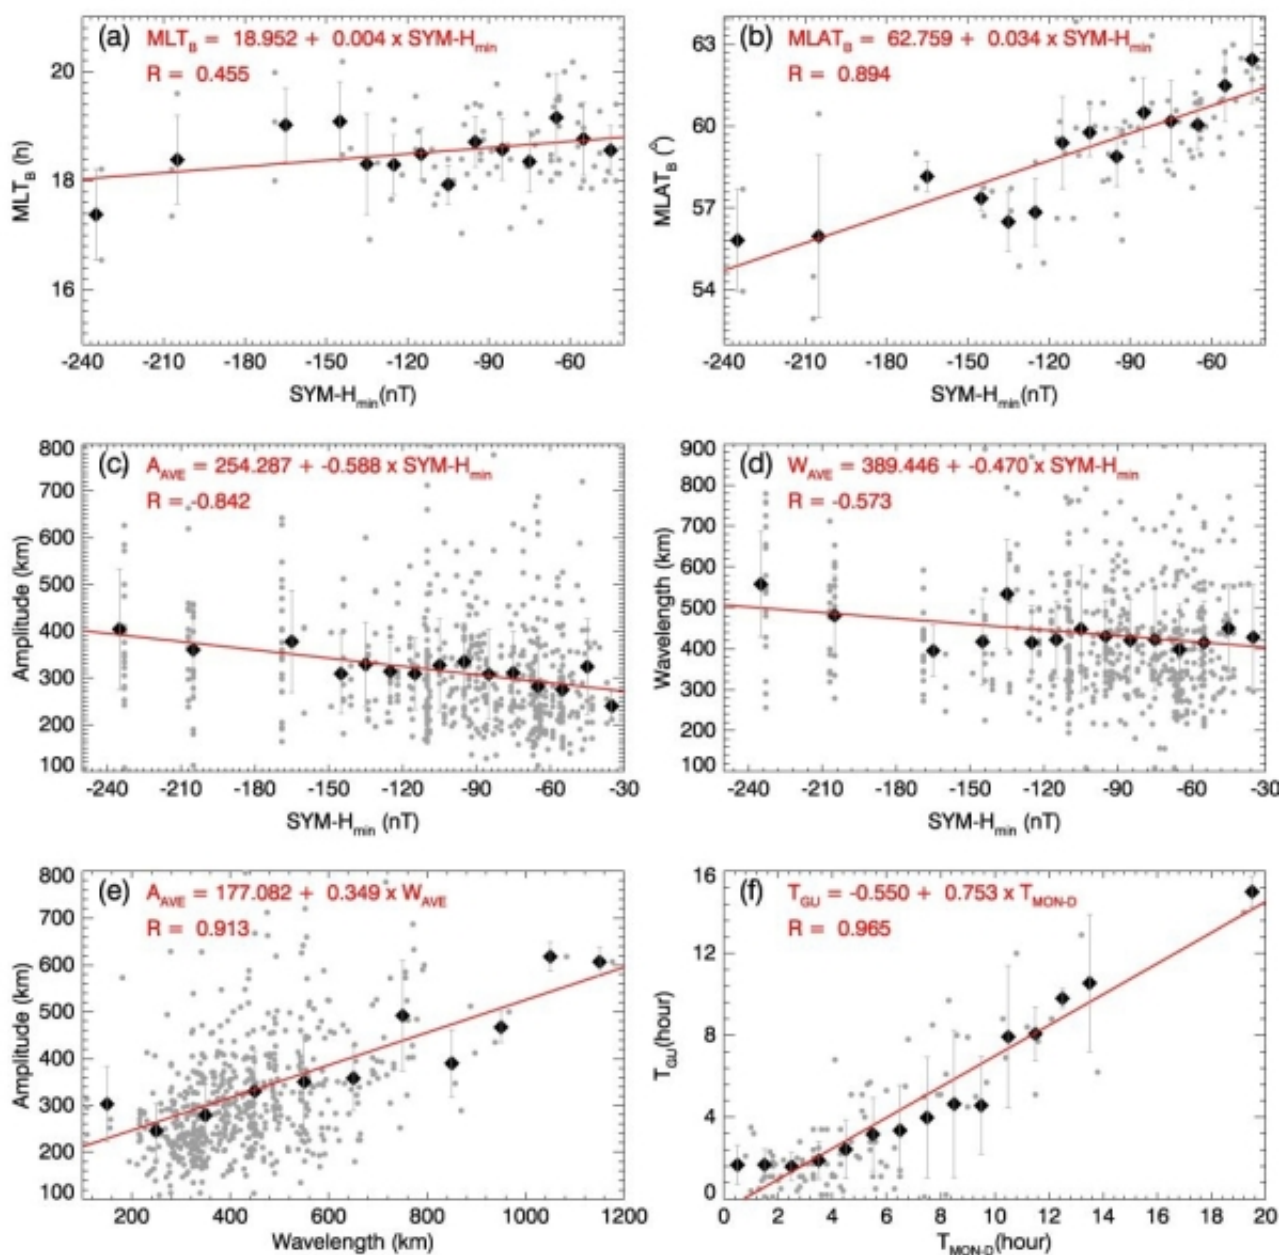 (a) MLT_B = 18.952 + 0.004 x SYM-H_min
R = 0.455
20
18
16
MLT_B (h)
-240 -210 -180 -150 -120 -90 -60
SYM-H_min(nT)
(b) MLAT_B = 62.759 + 0.034 x SYM-H_min
R = 0.894
63
60
57
54
MLAT_B (°)
-240 -210 -180 -150 -120 -90 -60
SYM-H_min(nT)
(c) A_AVE = 254.287 + -0.588 x SYM-H_min
R = -0.842
800
700
600
500
400
300
200
100
Amplitude (km)
-240 -210 -180 -150 -120 -90 -60 -30
SYM-H_min (nT)
(d) W_AVE = 389.446 + -0.470 x SYM-H_min
R = -0.573
900
800
700
600
500
400
300
200
100
Wavelength (km)
-240 -210 -180 -150 -120 -90 -60 -30
SYM-H_min (nT)
(e) A_AVE = 177.082 + 0.349 x W_AVE
R = 0.913
800
700
600
500
400
300
200
100
Amplitude (km)
200 400 600 800 1000 1200
Wavelength (km)
(f) T_GU = -0.550 + 0.753 x T_MON-D
R = 0.965
16
12
8
4
0
T_GU(hour)
0 2 4 6 8 10 12 14 16 18 20
T_MON-D(hour)